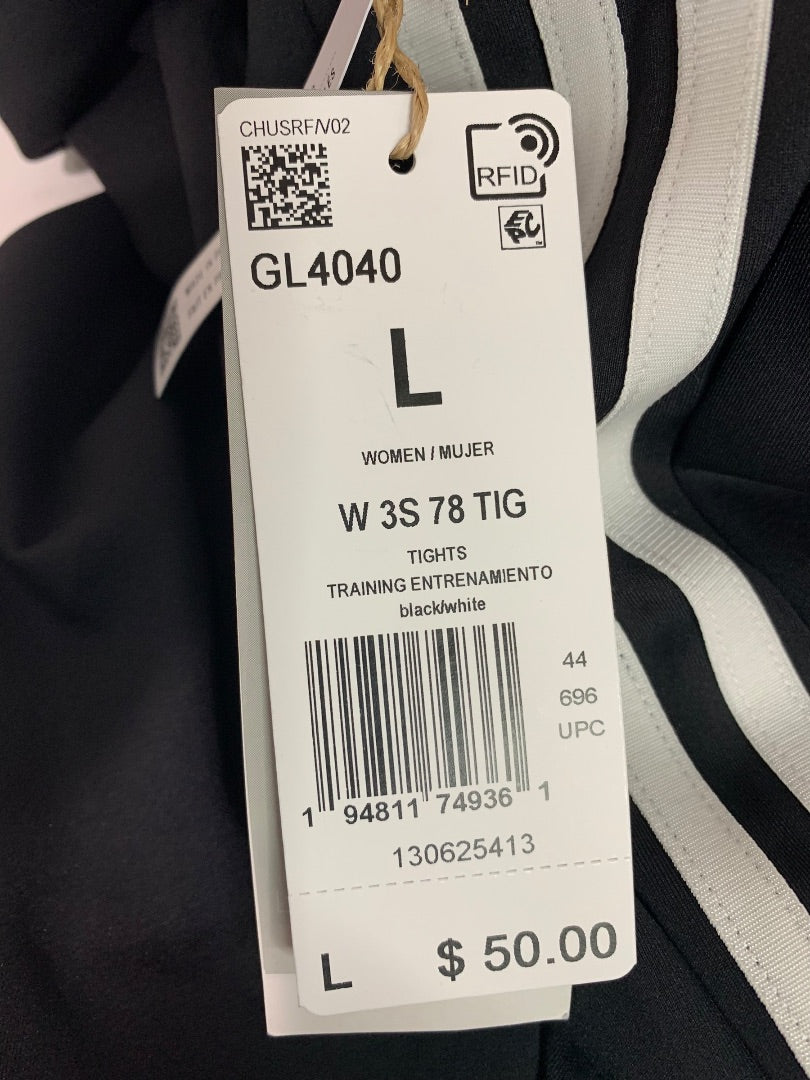 CHUSRF/V02
RFID
EPC
GL4040
L
WOMEN / MUJER
W 3S 78 TIG
TIGHTS
TRAINING ENTRENAMIENTO
black/white
44
696
UPC
1 94811 74936 1
130625413
L $ 50.00